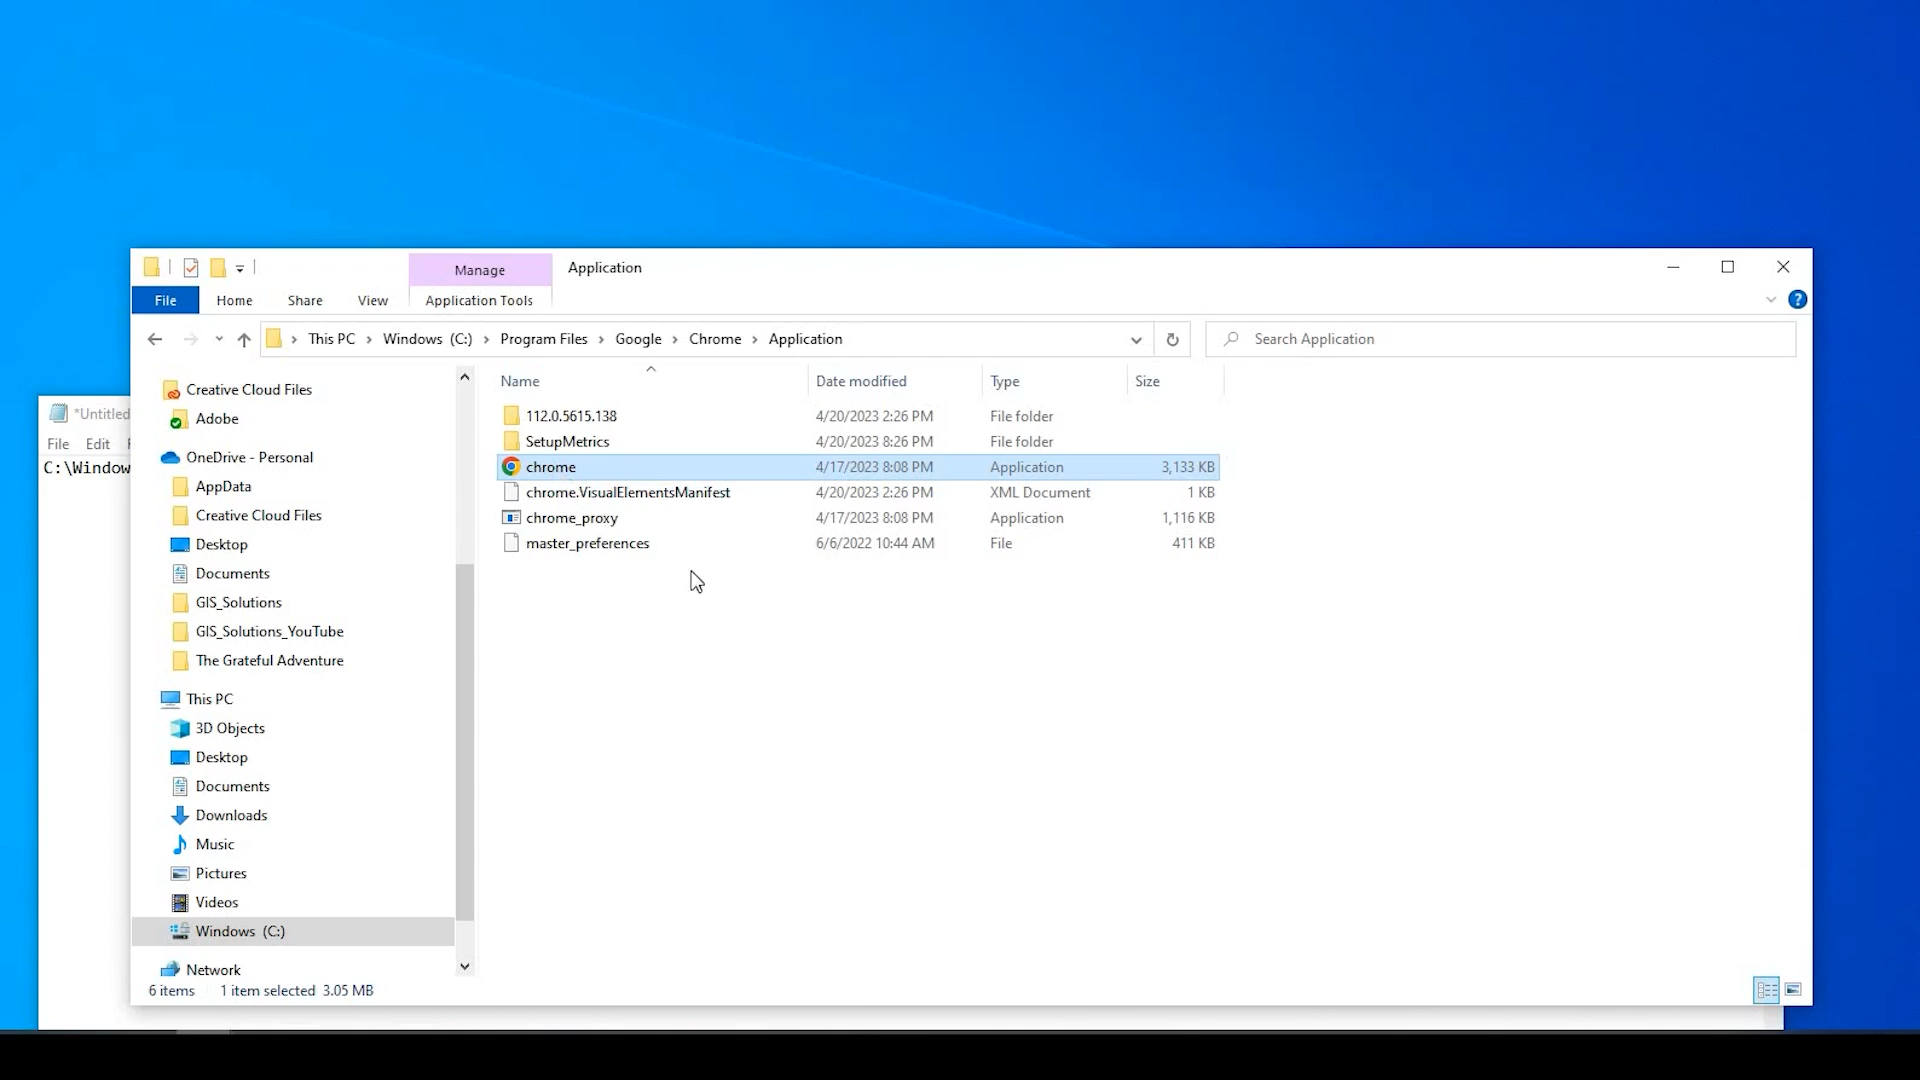 Manage
Application
File
Home
Share
View
Application Tools
?
This PC > Windows (C:) > Program Files > Google > Chrome > Application
Search Application
Name
Date modified
Type
Size
112.0.5615.138 4/20/2023 2:26 PM File folder
SetupMetrics 4/20/2023 8:26 PM File folder
chrome 4/17/2023 8:08 PM Application 3,133 KB
chrome.VisualElementsManifest 4/20/2023 2:26 PM XML Document 1 KB
chrome_proxy 4/17/2023 8:08 PM Application 1,116 KB
master_preferences 6/6/2022 10:44 AM File 411 KB
Creative Cloud Files
Adobe
OneDrive - Personal
AppData
Creative Cloud Files
Desktop
Documents
GIS_Solutions
GIS_Solutions_YouTube
The Grateful Adventure
This PC
3D Objects
Desktop
Documents
Downloads
Music
Pictures
Videos
Windows (C:)
Network
6 items 1 item selected 3.05 MB
*Untitled
File Edit
C:\Window